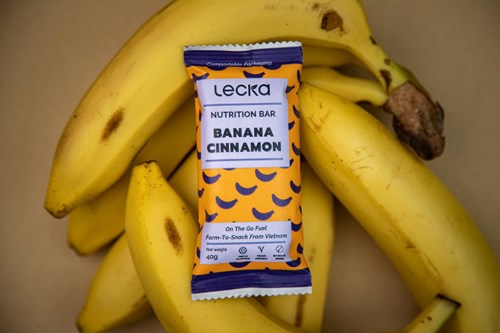 Compostable Packaging
LECKA
NUTRITION BAR
BANANA
CINNAMON
On The Go Fuel
Farm-To-Snack From Vietnam
Net weight
40g